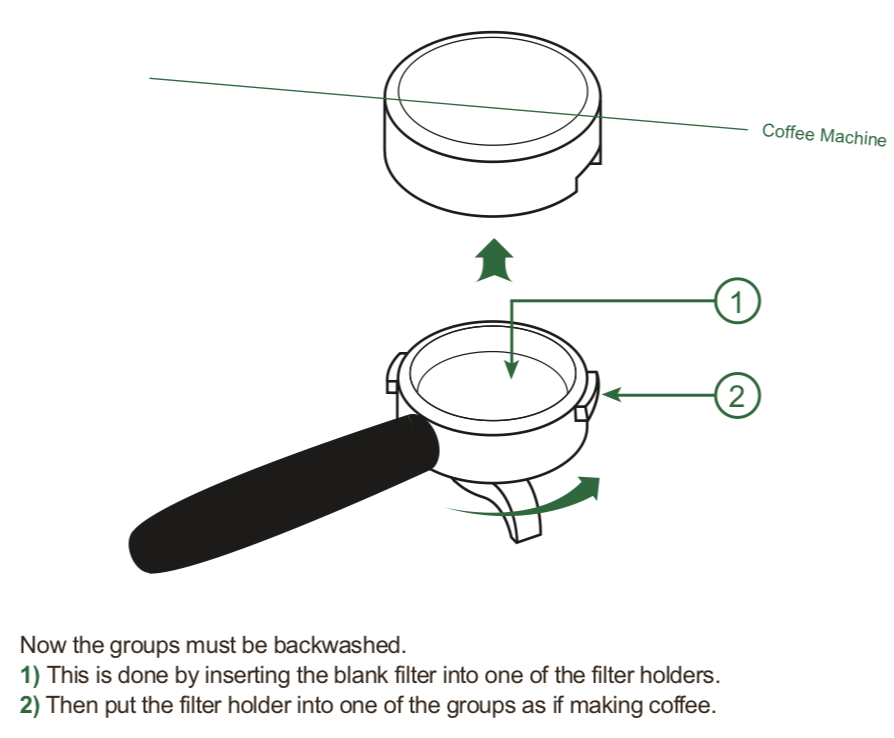 Coffee Machine
1
2
Now the groups must be backwashed.
1) This is done by inserting the blank filter into one of the filter holders.
2) Then put the filter holder into one of the groups as if making coffee.